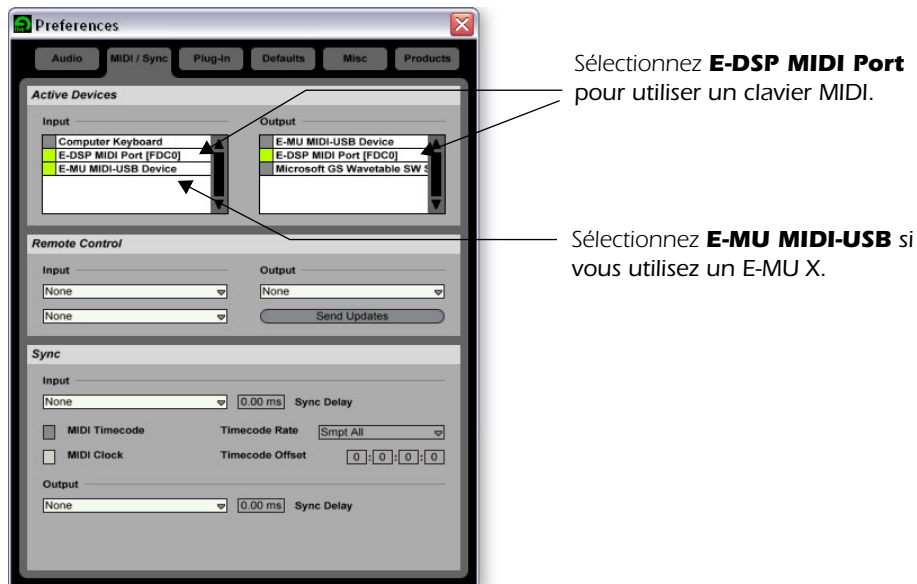 Preferences
Audio MIDI / Sync Plug-In Defaults Misc Products
Active Devices
Input
Computer Keyboard
E-DSP MIDI Port [FDC0]
E-MU MIDI-USB Device
Output
E-MU MIDI-USB Device
E-DSP MIDI Port [FDC0]
Microsoft GS Wavetable SW S
Sélectionnez E-DSP MIDI Port
pour utiliser un clavier MIDI.
Sélectionnez E-MU MIDI-USB si
vous utilisez un E-MU X.
Remote Control
Input
None
None
Output
None
Send Updates
Sync
Input
None 0.00 ms Sync Delay
MIDI Timecode Timecode Rate Smpt All
MIDI Clock Timecode Offset 0 : 0 : 0 : 0
Output
None 0.00 ms Sync Delay